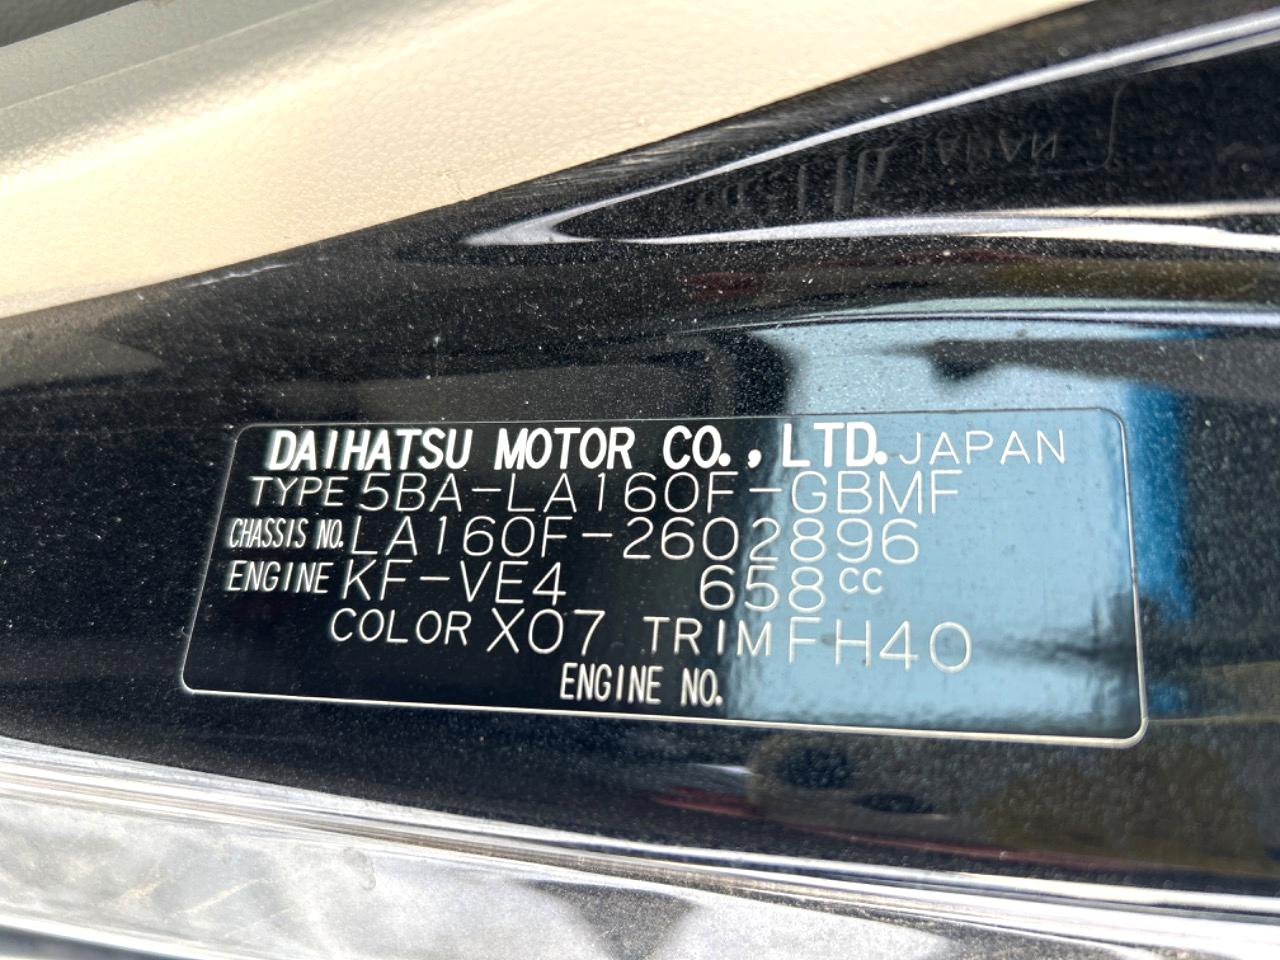 DAIHATSU MOTOR CO., LTD. JAPAN
TYPE 5BA-LA160F-GBMF
CHASSIS NO. LA160F-2602896
ENGINE KF-VE4 658cc
COLOR X07 TRIM FH40
ENGINE NO.